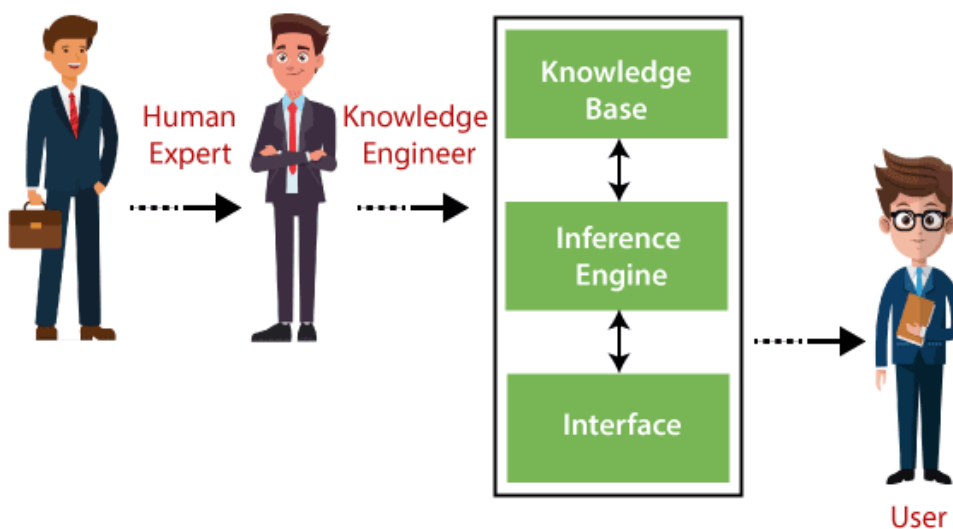 Human
Expert
Knowledge
Engineer
Knowledge
Base
Inference
Engine
Interface
User